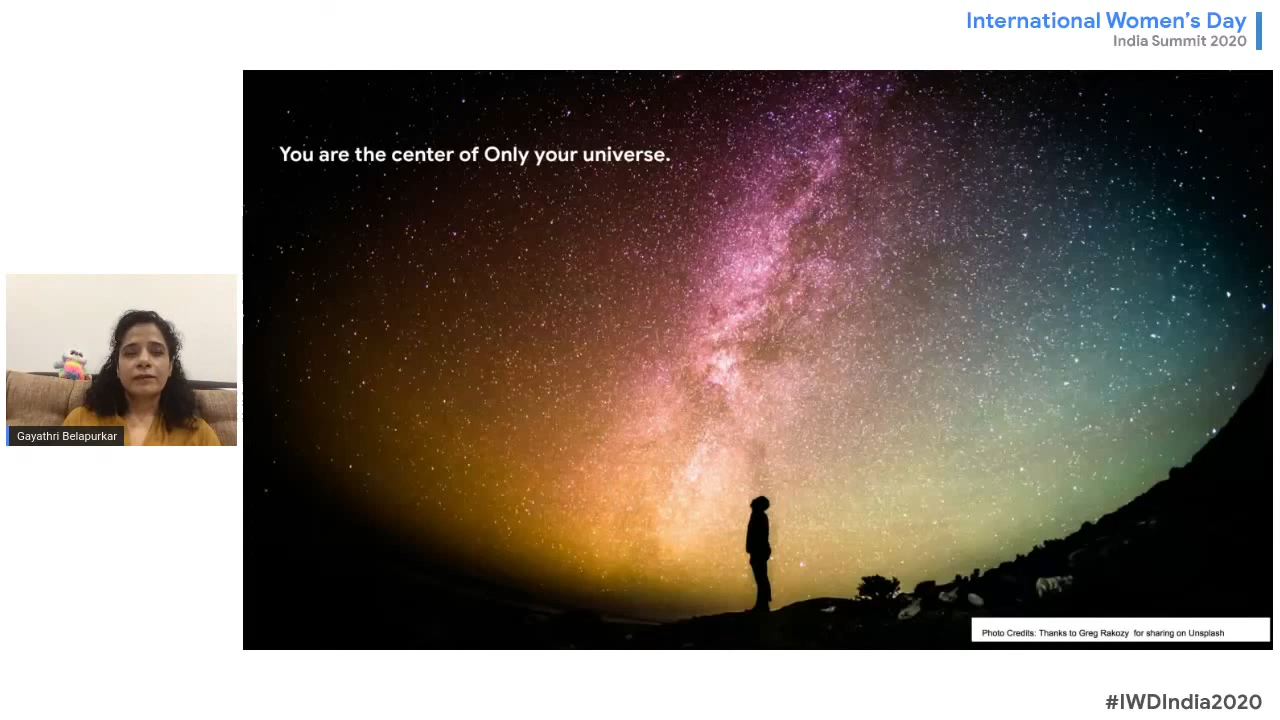 International Women's Day
India Summit 2020
You are the center of Only your universe.
Gayathri Belapurkar
Photo Credits: Thanks to Greg Rakozy for sharing on Unsplash
#IWDIndia2020